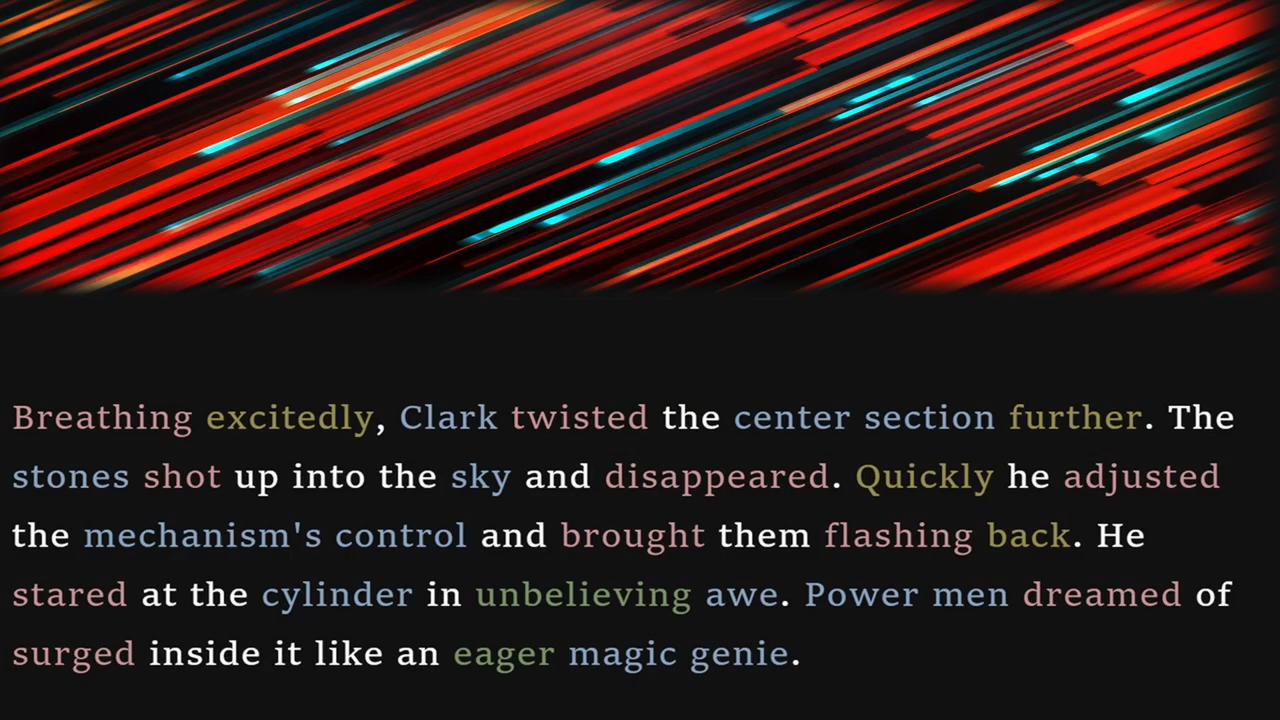 Breathing excitedly, Clark twisted the center section further. The
stones shot up into the sky and disappeared. Quickly he adjusted
the mechanism's control and brought them flashing back. He
stared at the cylinder in unbelieving awe. Power men dreamed of
surged inside it like an eager magic genie.